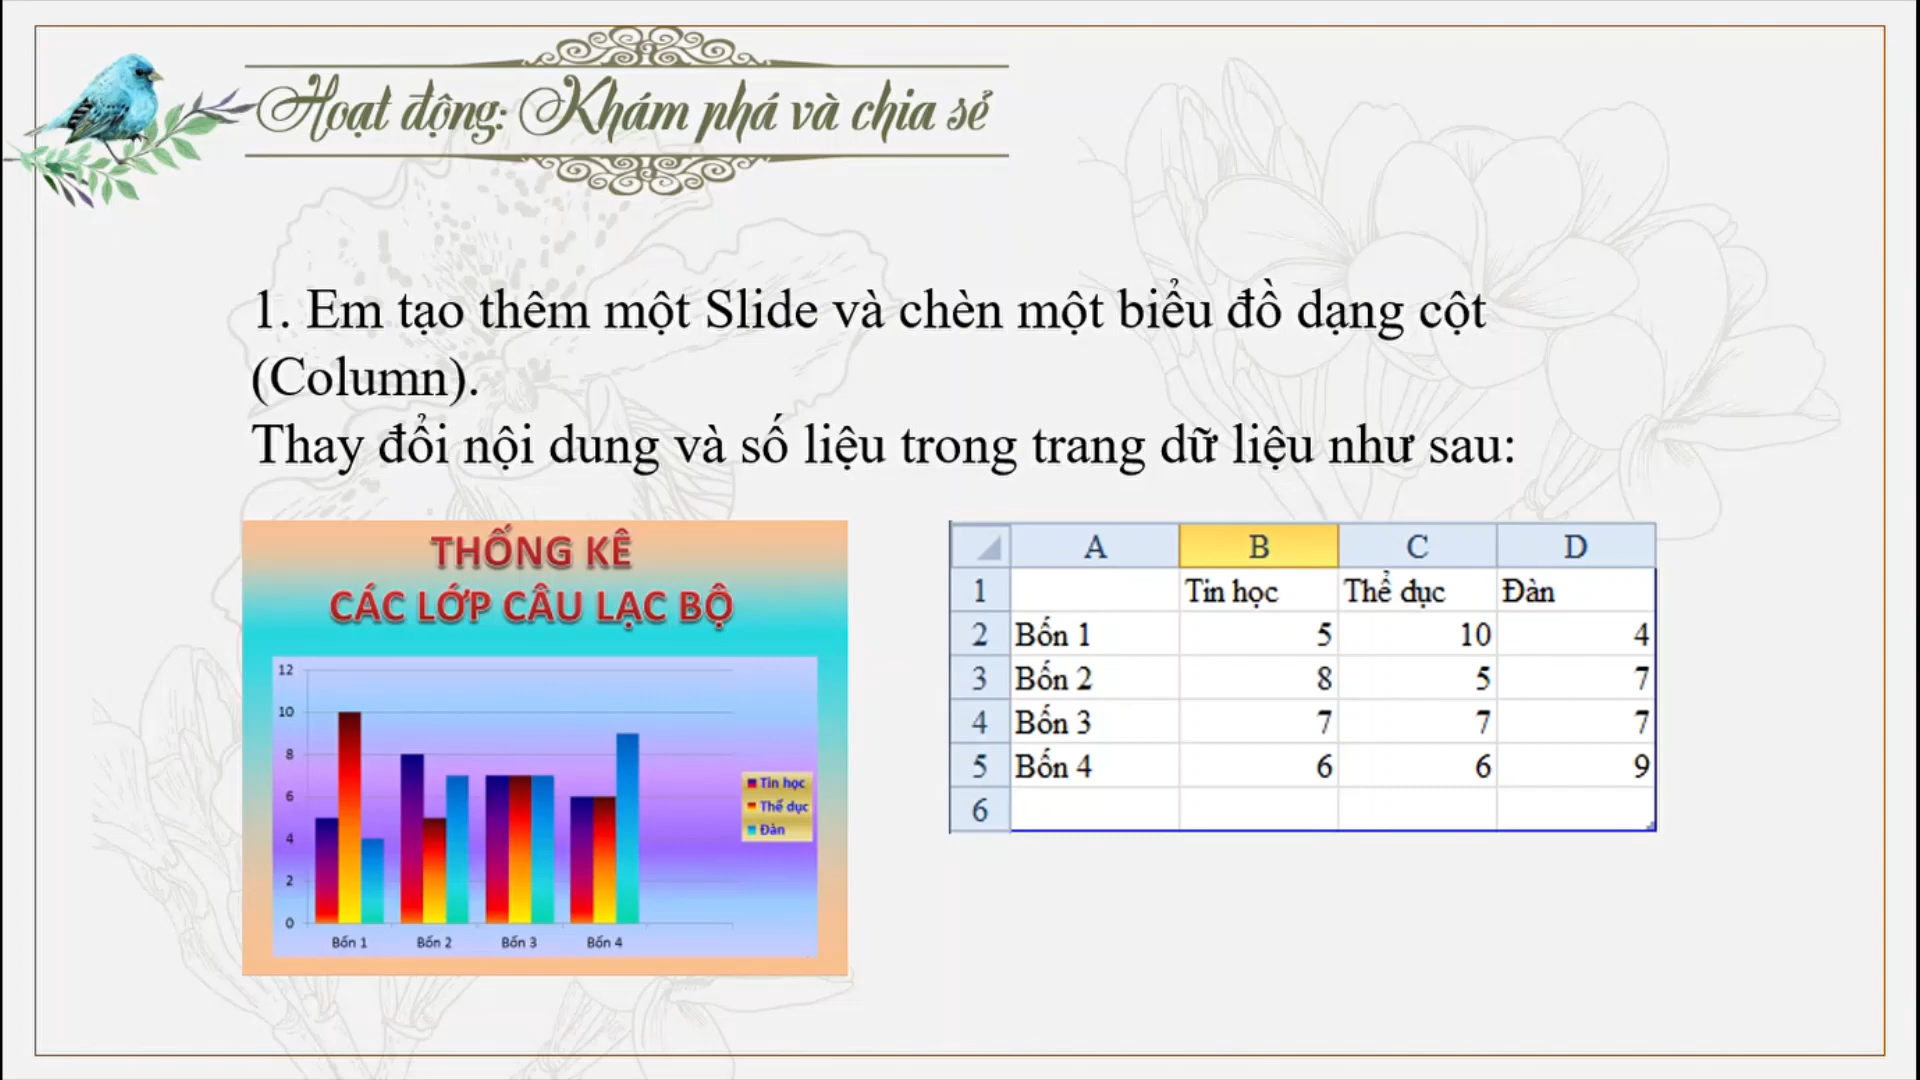 Hoạt động: Khám phá và chia sẻ
1. Em tạo thêm một Slide và chèn một biểu đồ dạng cột
(Column).
Thay đổi nội dung và số liệu trong trang dữ liệu như sau:
THỐNG KÊ
CÁC LỚP CÂU LẠC BỘ
12
10
8
6
4
2
0
Bốn 1 Bốn 2 Bốn 3 Bốn 4
Tin học
Thể dục
Đàn
A B C D
1 Tin học Thể dục Đàn
2 Bốn 1 5 10 4
3 Bốn 2 8 5 7
4 Bốn 3 7 7 7
5 Bốn 4 6 6 9
6